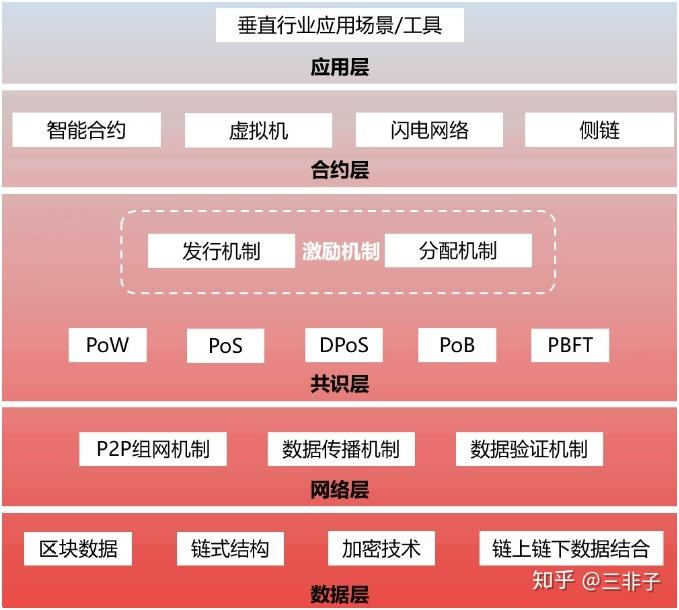 垂直行业应用场景/工具
应用层
智能合约 虚拟机 闪电网络 侧链
合约层
发行机制 激励机制 分配机制
PoW PoS DPoS PoB PBFT
共识层
P2P组网机制 数据传播机制 数据验证机制
网络层
区块数据 链式结构 加密技术 链上链下数据结合
数据层
知乎 @三非子